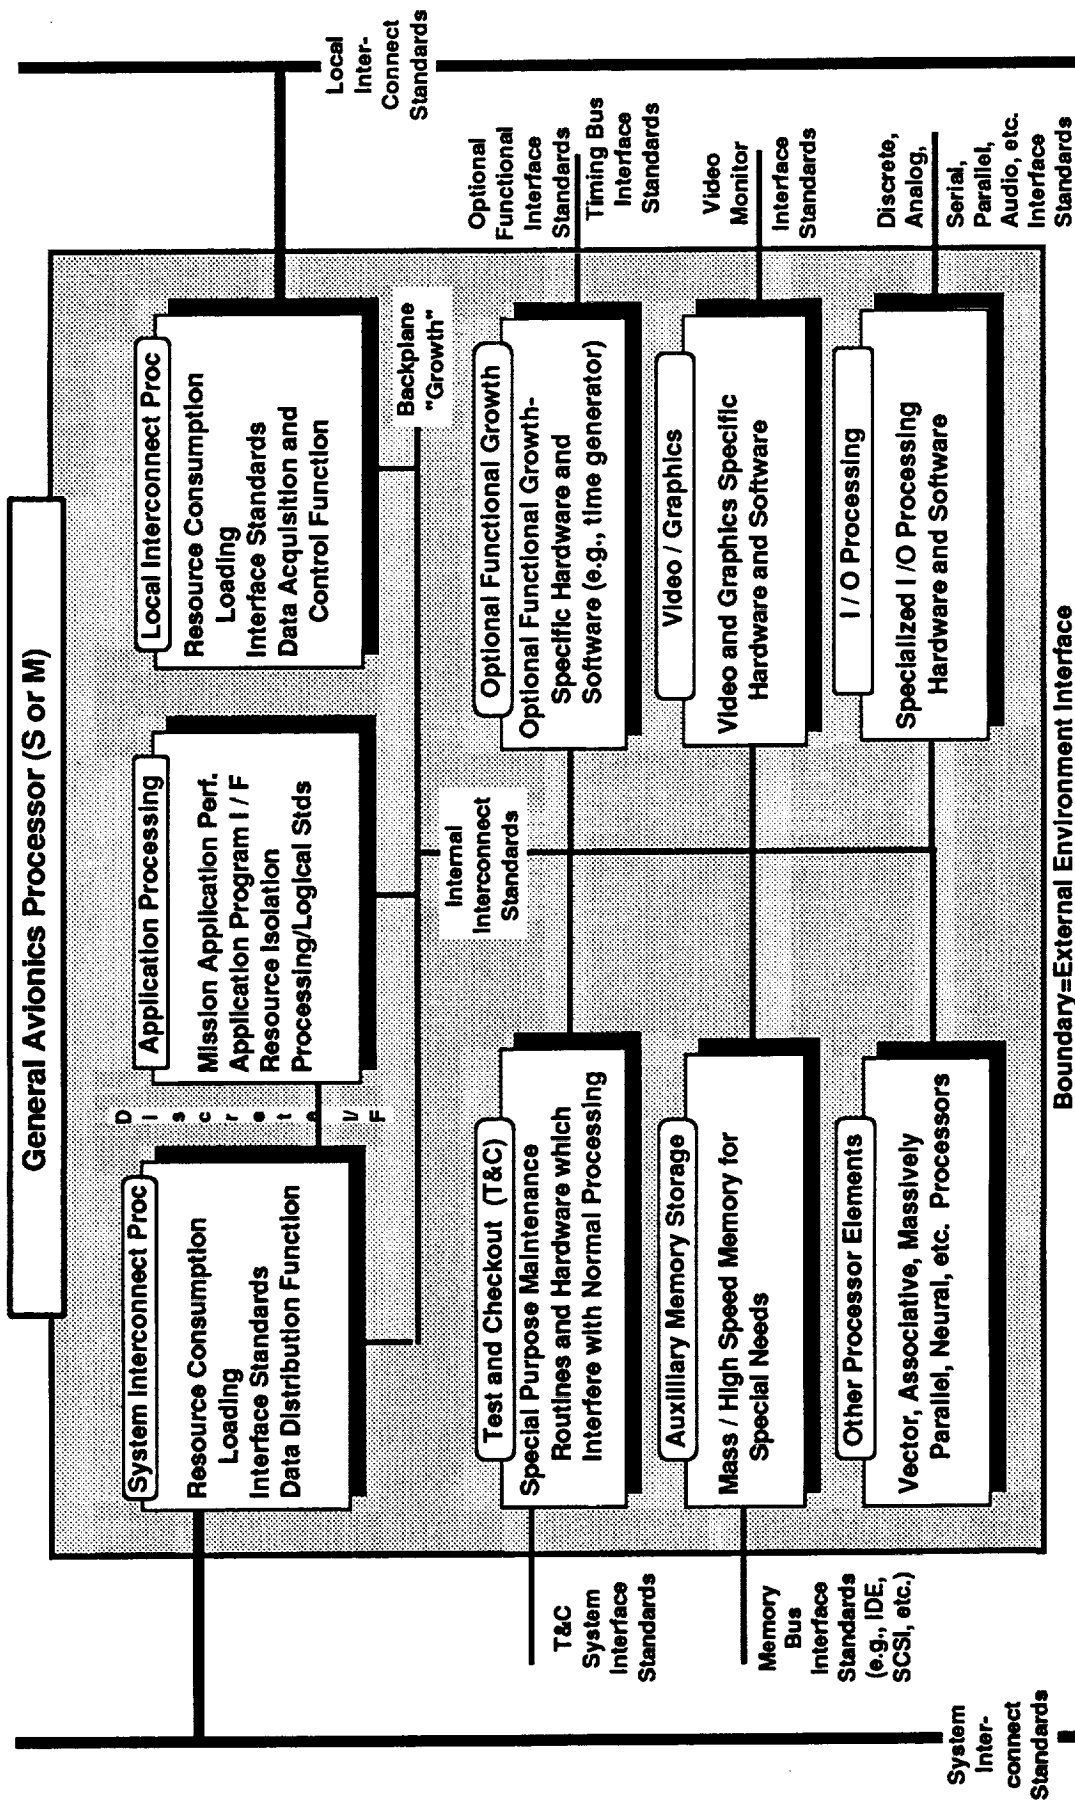 General Avionics Processor (S or M)
System Interconnect Proc
Resource Consumption
Loading
Interface Standards
Data Distribution Function
Discrete I/F
Application Processing
Mission Application Perf.
Application Program I / F
Resource Isolation
Processing/Logical Stds
Local Interconnect Proc
Resource Consumption
Loading
Interface Standards
Data Acquisition and
Control Function
Local
Inter-
Connect
Standards
Backplane
"Growth"
Internal
Interconnect
Standards
T&C
System
Interface
Standards
Test and Checkout (T&C)
Special Purpose Maintenance
Routines and Hardware which
Interfere with Normal Processing
Optional Functional Growth
Optional Functional Growth-
Specific Hardware and
Software (e.g., time generator)
Optional
Functional
Interface
Standards
Timing Bus
Interface
Standards
Memory
Bus
Interface
Standards
(e.g., IDE,
SCSI, etc.)
Auxilliary Memory Storage
Mass / High Speed Memory for
Special Needs
Video / Graphics
Video and Graphics Specific
Hardware and Software
Video
Monitor
Interface
Standards
Other Processor Elements
Vector, Associative, Massively
Parallel, Neural, etc. Processors
I / O Processing
Specialized I /O Processing
Hardware and Software
Discrete,
Analog,
Serial,
Parallel,
Audio, etc.
Interface
Standards
System
Inter-
connect
Standards
Boundary=External Environment Interface